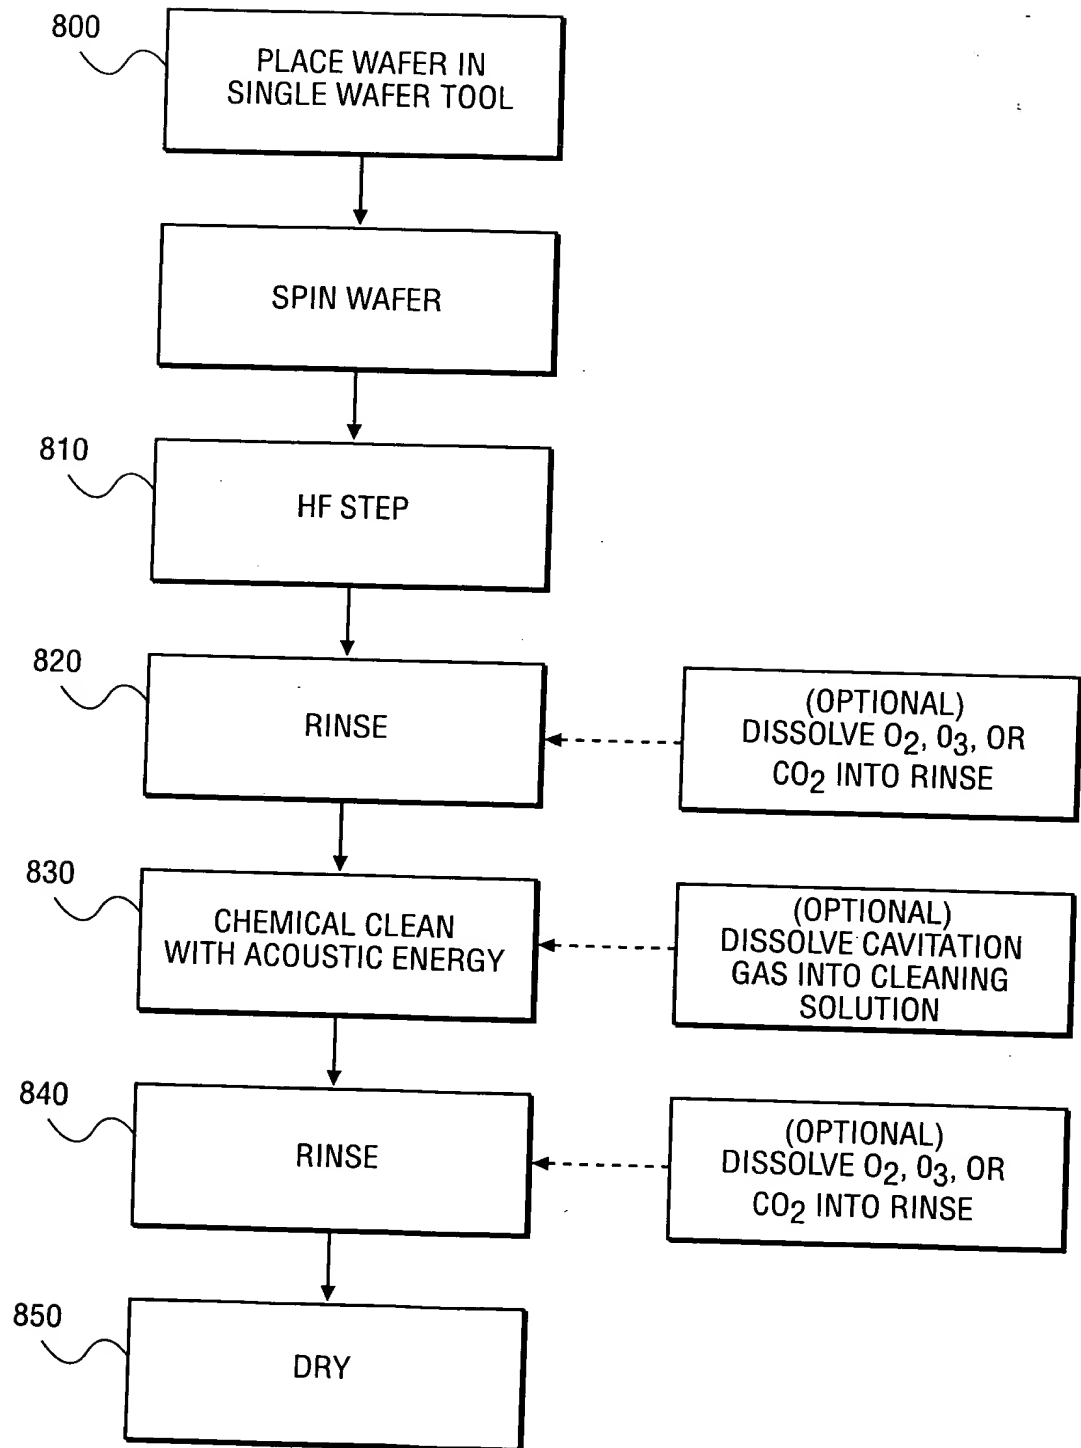 800
PLACE WAFER IN
SINGLE WAFER TOOL
SPIN WAFER
810
HF STEP
820
RINSE
(OPTIONAL)
DISSOLVE O2, O3, OR
CO2 INTO RINSE
830
CHEMICAL CLEAN
WITH ACOUSTIC ENERGY
(OPTIONAL)
DISSOLVE CAVITATION
GAS INTO CLEANING
SOLUTION
840
RINSE
(OPTIONAL)
DISSOLVE O2, O3, OR
CO2 INTO RINSE
850
DRY